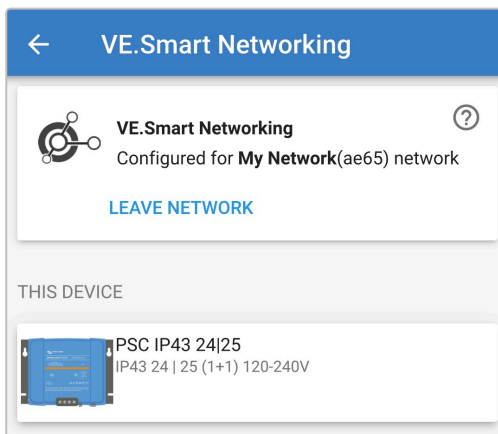 VE.Smart Networking
VE.Smart Networking
Configured for My Network(ae65) network
LEAVE NETWORK
THIS DEVICE
PSC IP43 24|25
IP43 24 | 25 (1+1) 120-240V